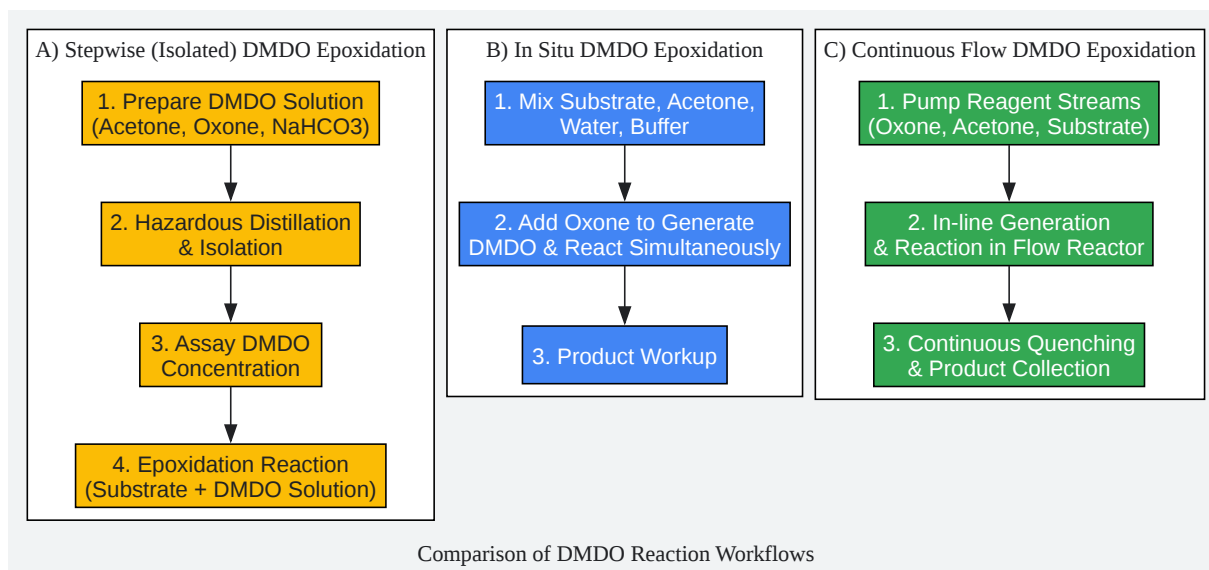 A) Stepwise (Isolated) DMDO Epoxidation
1. Prepare DMDO Solution
(Acetone, Oxone, NaHCO3)
2. Hazardous Distillation
& Isolation
3. Assay DMDO
Concentration
4. Epoxidation Reaction
(Substrate + DMDO Solution)
B) In Situ DMDO Epoxidation
1. Mix Substrate, Acetone,
Water, Buffer
2. Add Oxone to Generate
DMDO & React Simultaneously
3. Product Workup
C) Continuous Flow DMDO Epoxidation
1. Pump Reagent Streams
(Oxone, Acetone, Substrate)
2. In-line Generation
& Reaction in Flow Reactor
3. Continuous Quenching
& Product Collection
Comparison of DMDO Reaction Workflows